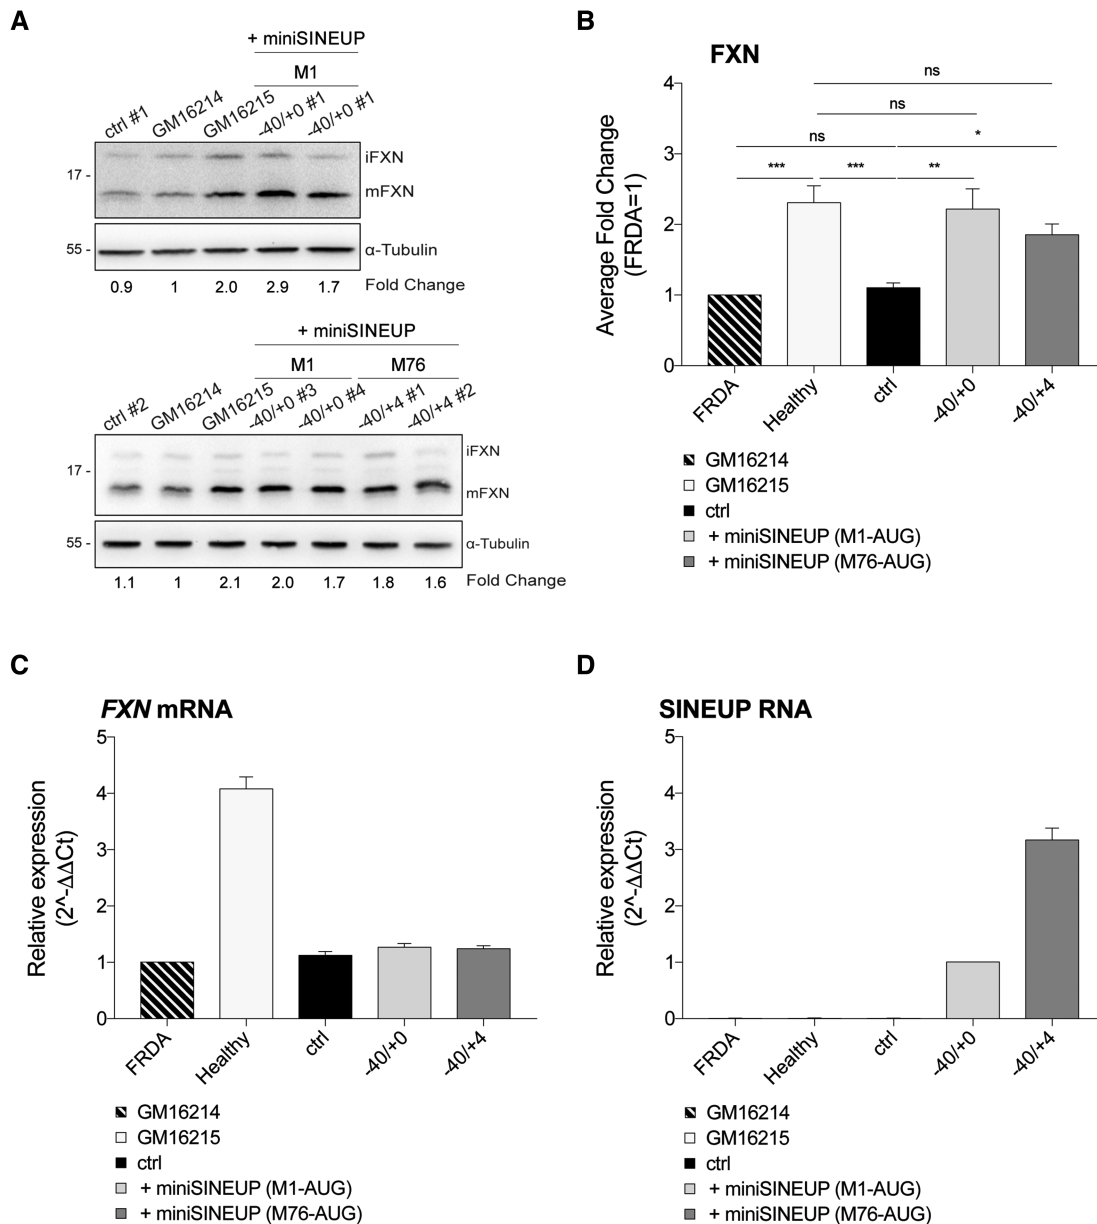 A
+ miniSINEUP
M1
ctrl #1 GM16214 GM16215 -40/+0 #1 -40/+0 #1
17 -
iFXN
mFXN
55 -
α-Tubulin
0.9 1 2.0 2.9 1.7 Fold Change
+ miniSINEUP
M1 M76
ctrl #2 GM16214 GM16215 -40/+0 #3 -40/+0 #4 -40/+4 #1 -40/+4 #2
iFXN
17 -
mFXN
55 -
α-Tubulin
1.1 1 2.1 2.0 1.7 1.8 1.6 Fold Change
B
FXN
Average Fold Change
(FRDA=1)
4
3
2
1
0
ns
ns
ns *
*** *** **
FRDA Healthy ctrl -40/+0 -40/+4
GM16214
GM16215
ctrl
+ miniSINEUP (M1-AUG)
+ miniSINEUP (M76-AUG)
C
FXN mRNA
Relative expression
(2^-ΔΔCt)
5
4
3
2
1
0
FRDA Healthy ctrl -40/+0 -40/+4
GM16214
GM16215
ctrl
+ miniSINEUP (M1-AUG)
+ miniSINEUP (M76-AUG)
D
SINEUP RNA
Relative expression
(2^-ΔΔCt)
5
4
3
2
1
0
FRDA Healthy ctrl -40/+0 -40/+4
GM16214
GM16215
ctrl
+ miniSINEUP (M1-AUG)
+ miniSINEUP (M76-AUG)